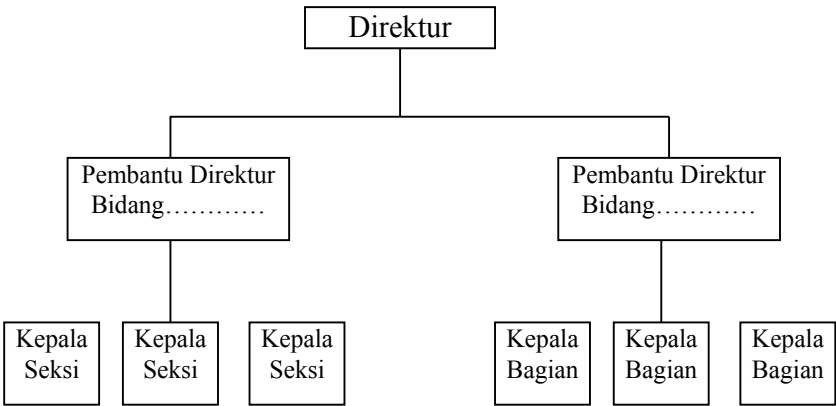 Direktur
Pembantu Direktur
Bidang…………
Pembantu Direktur
Bidang…………
Kepala
Seksi
Kepala
Seksi
Kepala
Seksi
Kepala
Bagian
Kepala
Bagian
Kepala
Bagian